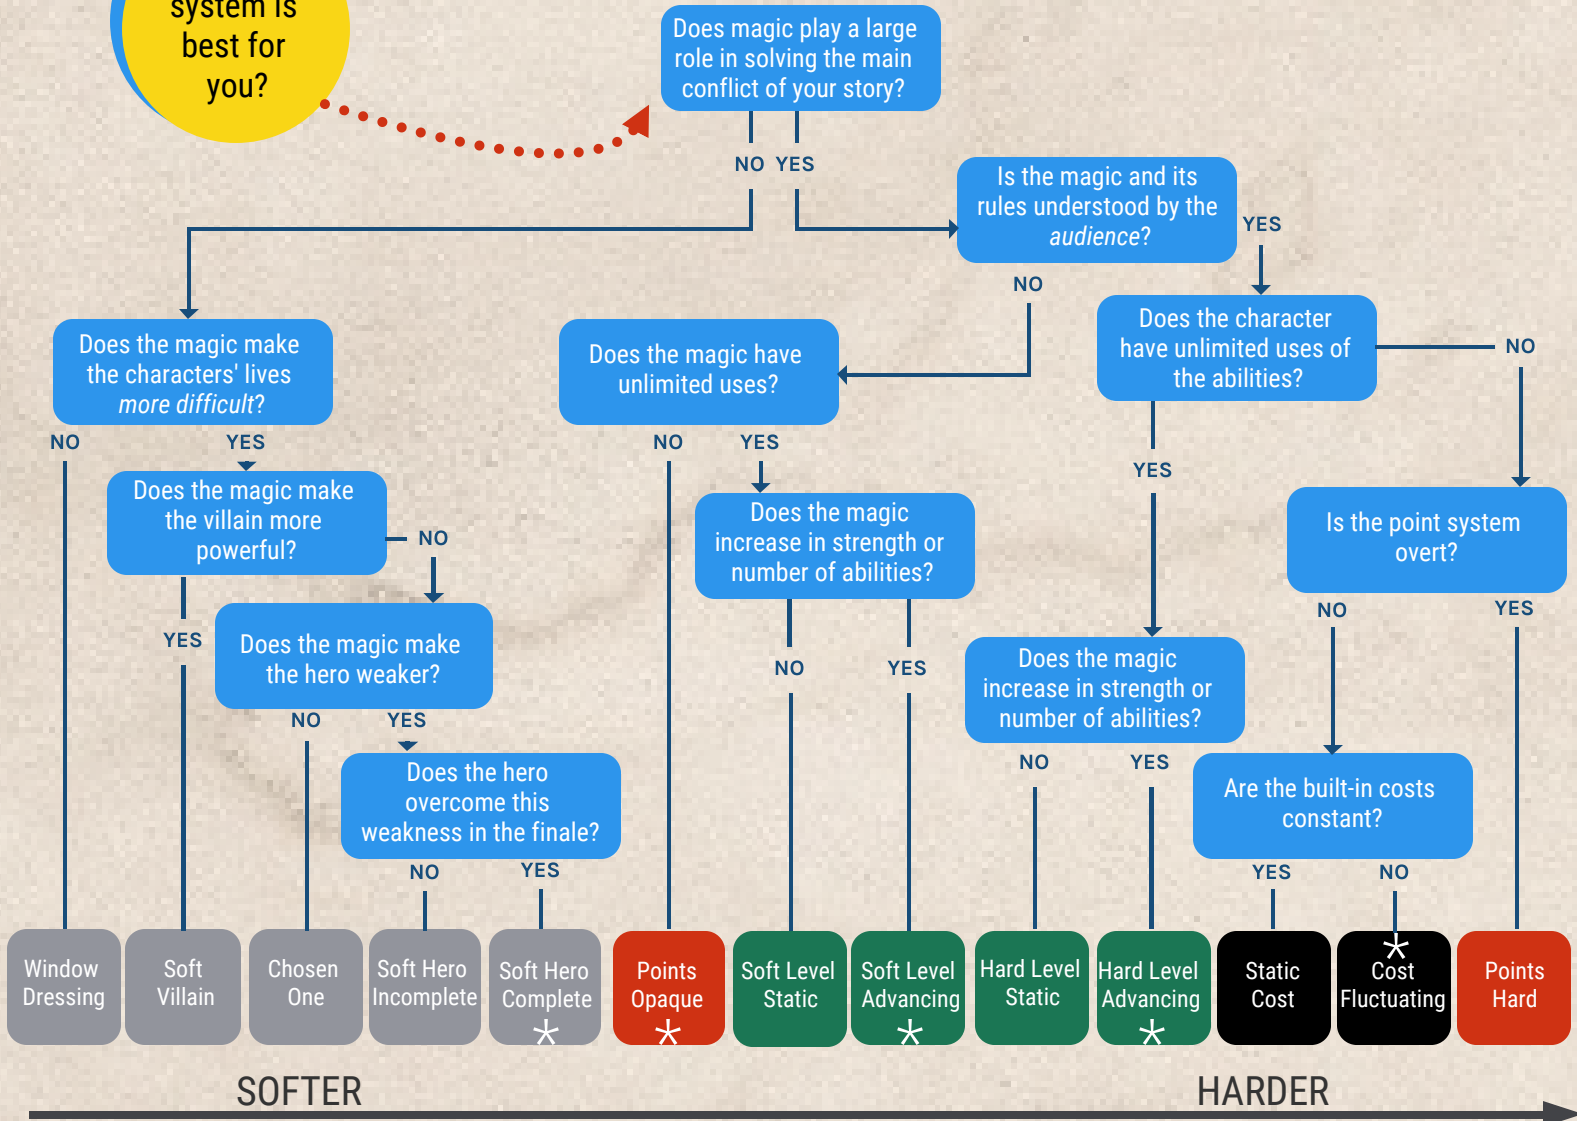 system is
best for
you?
Does magic play a large
role in solving the main
conflict of your story?
NO YES
Is the magic and its
rules understood by the
audience?
YES
NO
Does the magic make
the characters' lives
more difficult?
Does the magic have
unlimited uses?
Does the character
have unlimited uses of
the abilities?
NO
NO
YES
NO
YES
YES
Does the magic make
the villain more
powerful?
NO
Does the magic
increase in strength or
number of abilities?
Is the point system
overt?
YES
Does the magic make
the hero weaker?
NO
YES
NO
YES
Does the magic
increase in strength or
number of abilities?
NO
YES
NO
YES
Does the hero
overcome this
weakness in the finale?
Are the built-in costs
constant?
NO
YES
YES
NO
Window
Dressing
Soft
Villain
Chosen
One
Soft Hero
Incomplete
Soft Hero
Complete
*
Points
Opaque
*
Soft Level
Static
Soft Level
Advancing
*
Hard Level
Static
Hard Level
Advancing
*
Static
Cost
*
Cost
Fluctuating
Points
Hard
SOFTER
HARDER